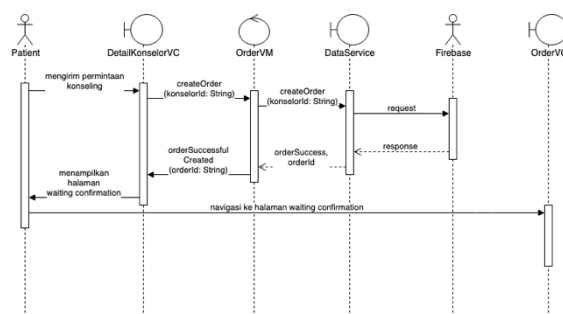 Patient
DetailKonselorVC
OrderVM
DataService
Firebase
OrderVC
mengirim permintaan
konseling
createOrder
(konselorId: String)
createOrder
(konselorId: String)
request
response
orderSuccess,
orderId
orderSuccessful
Created
(orderId: String)
menampilkan
halaman
waiting confirmation
navigasi ke halaman waiting confirmation